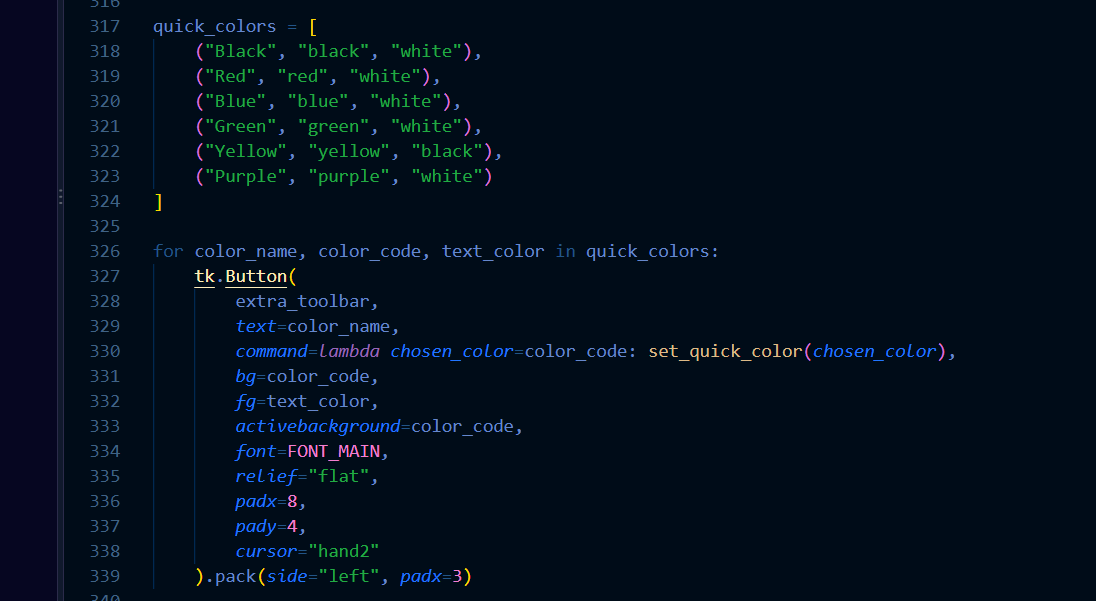 317 quick_colors = [
318     ("Black", "black", "white"),
319     ("Red", "red", "white"),
320     ("Blue", "blue", "white"),
321     ("Green", "green", "white"),
322     ("Yellow", "yellow", "black"),
323     ("Purple", "purple", "white")
324 ]
325
326 for color_name, color_code, text_color in quick_colors:
327     tk.Button(
328         extra_toolbar,
329         text=color_name,
330         command=lambda chosen_color=color_code: set_quick_color(chosen_color),
331         bg=color_code,
332         fg=text_color,
333         activebackground=color_code,
334         font=FONT_MAIN,
335         relief="flat",
336         padx=8,
337         pady=4,
338         cursor="hand2"
339     ).pack(side="left", padx=3)